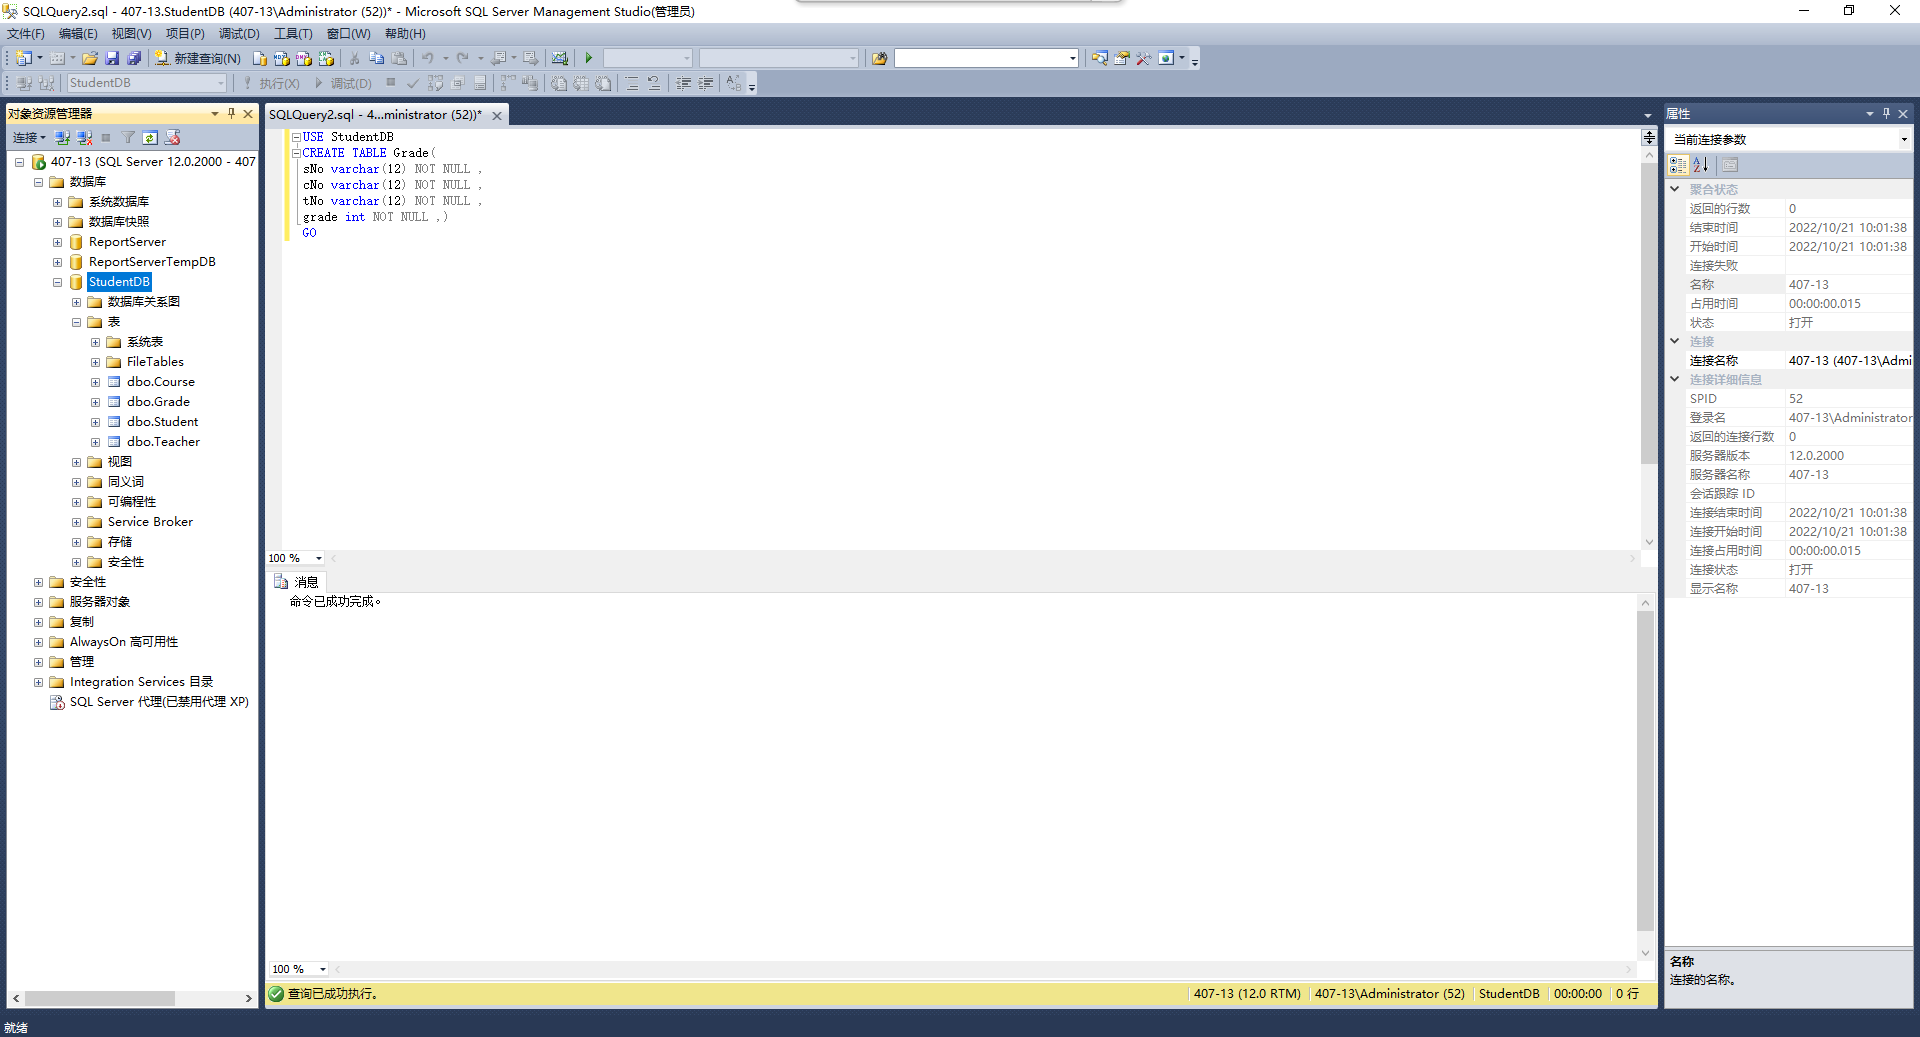 SQLQuery2.sql - 407-13.StudentDB (407-13\Administrator (52))* - Microsoft SQL Server Management Studio(管理员)
文件(F) 编辑(E) 视图(V) 项目(P) 调试(D) 工具(T) 窗口(W) 帮助(H)
新建查询(N)
StudentDB 执行(X) 调试(D)
对象资源管理器
连接
407-13 (SQL Server 12.0.2000 - 407
数据库
系统数据库
数据库快照
ReportServer
ReportServerTempDB
StudentDB
数据库关系图
表
系统表
FileTables
dbo.Course
dbo.Grade
dbo.Student
dbo.Teacher
视图
同义词
可编程性
Service Broker
存储
安全性
安全性
服务器对象
复制
AlwaysOn 高可用性
管理
Integration Services 目录
SQL Server 代理(已禁用代理 XP)
SQLQuery2.sql - 4...ministrator (52))*
USE StudentDB
CREATE TABLE Grade(
sNo varchar(12) NOT NULL ,
cNo varchar(12) NOT NULL ,
tNo varchar(12) NOT NULL ,
grade int NOT NULL ,)
GO
100 %
消息
命令已成功完成。
100 %
查询已成功执行。 407-13 (12.0 RTM) 407-13\Administrator (52) StudentDB 00:00:00 0 行
属性
当前连接参数
聚合状态
返回的行数 0
结束时间 2022/10/21 10:01:38
开始时间 2022/10/21 10:01:38
连接失败
名称 407-13
占用时间 00:00:00.015
状态 打开
连接
连接名称 407-13 (407-13\Admi
连接详细信息
SPID 52
登录名 407-13\Administrator
返回的连接行数 0
服务器版本 12.0.2000
服务器名称 407-13
会话跟踪 ID
连接结束时间 2022/10/21 10:01:38
连接开始时间 2022/10/21 10:01:38
连接占用时间 00:00:00.015
连接状态 打开
显示名称 407-13
名称
连接的名称。
就绪